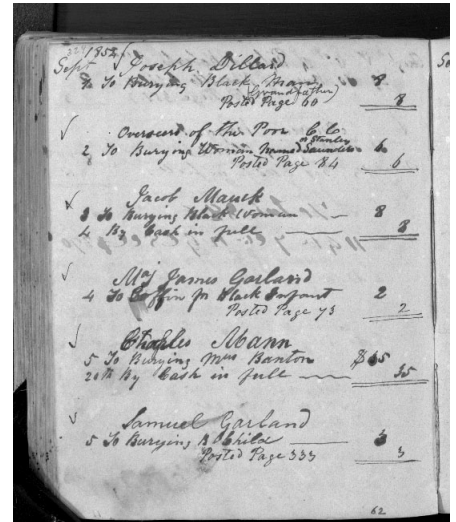 1852
Sept Joseph Dillard
2 To Burying Black Man 8
(Grandfather)
Posted Page 60 8
Overseers of the Poor C C
or Stanley
2 To Burying Woman named Saunders 6
Posted Page 84 6
Jacob Mauck
3 To Burying Black Woman 8
4 By Cash in full 8
Maj James Garland
4 To Coffin for Black Infant 2
Posted Page 73 2
Charles Mann
5 To Burying Mrs Banton $35
20th By Cash in full 35
Samuel Garland
5 To Burying B Child 3
Posted Page 333 3
62